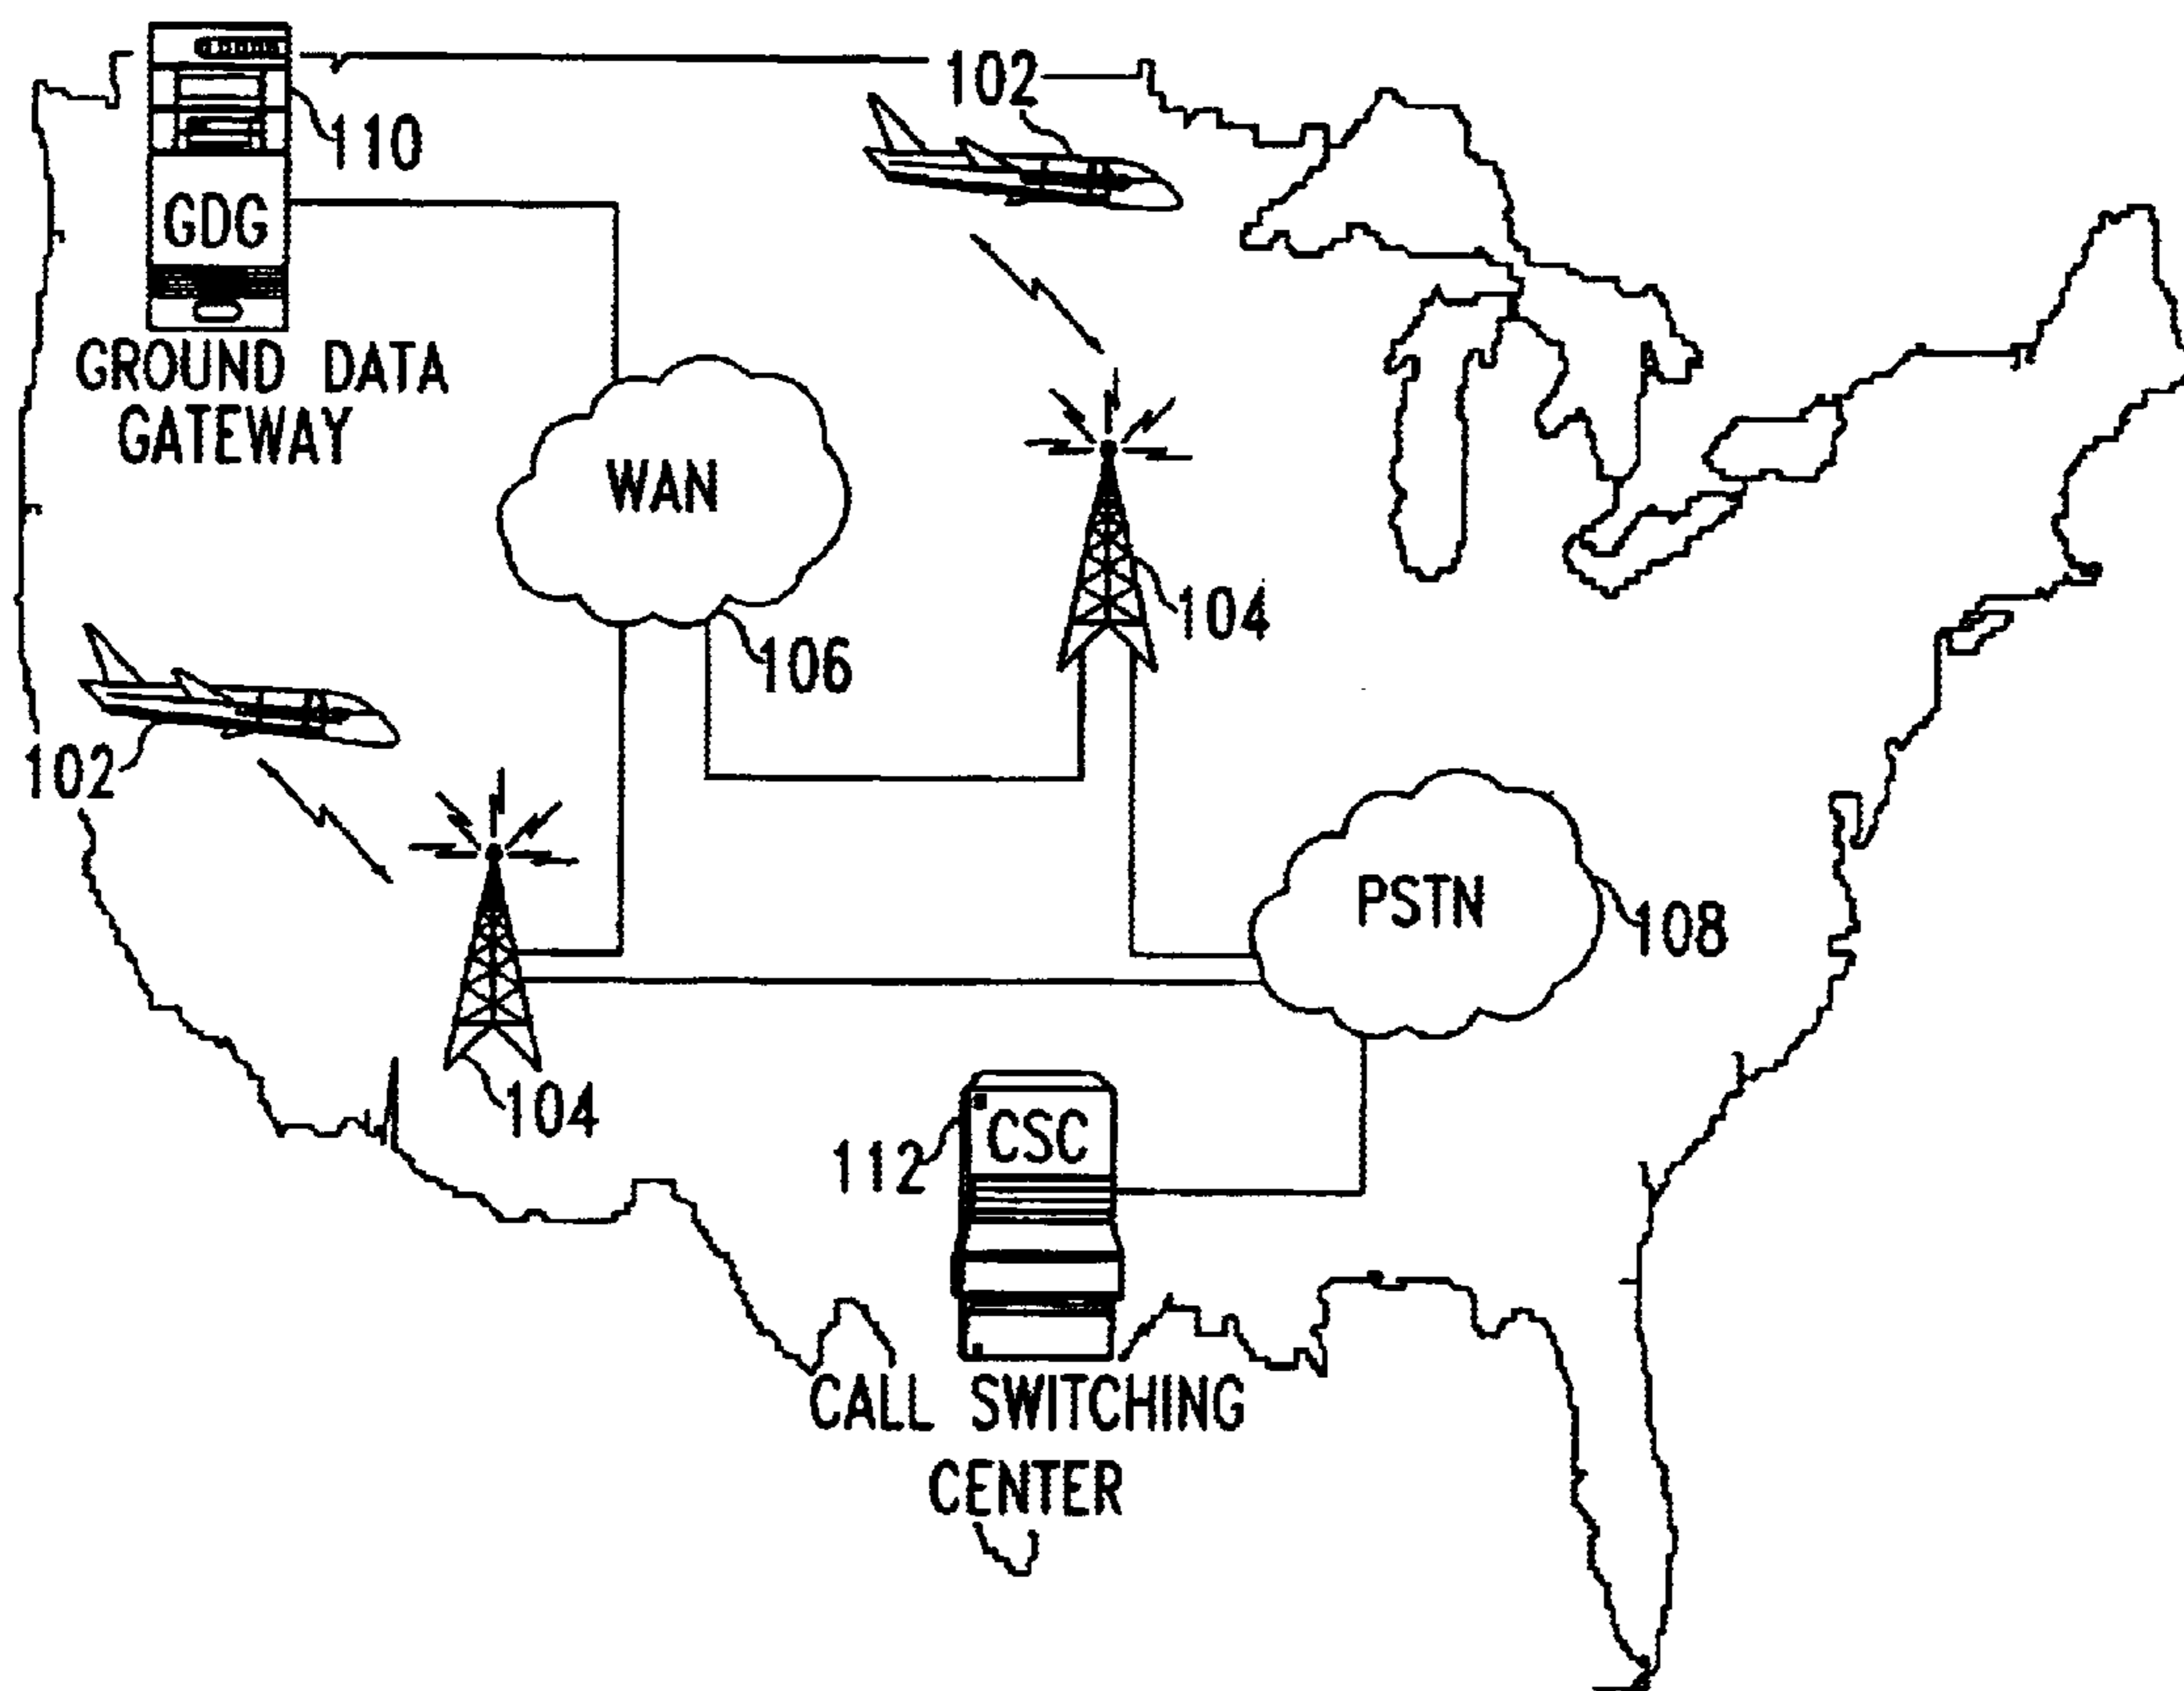 102
110
GDG
GROUND DATA
GATEWAY
WAN
104
106
102
PSTN
108
104
CSC
112
CALL SWITCHING
CENTER